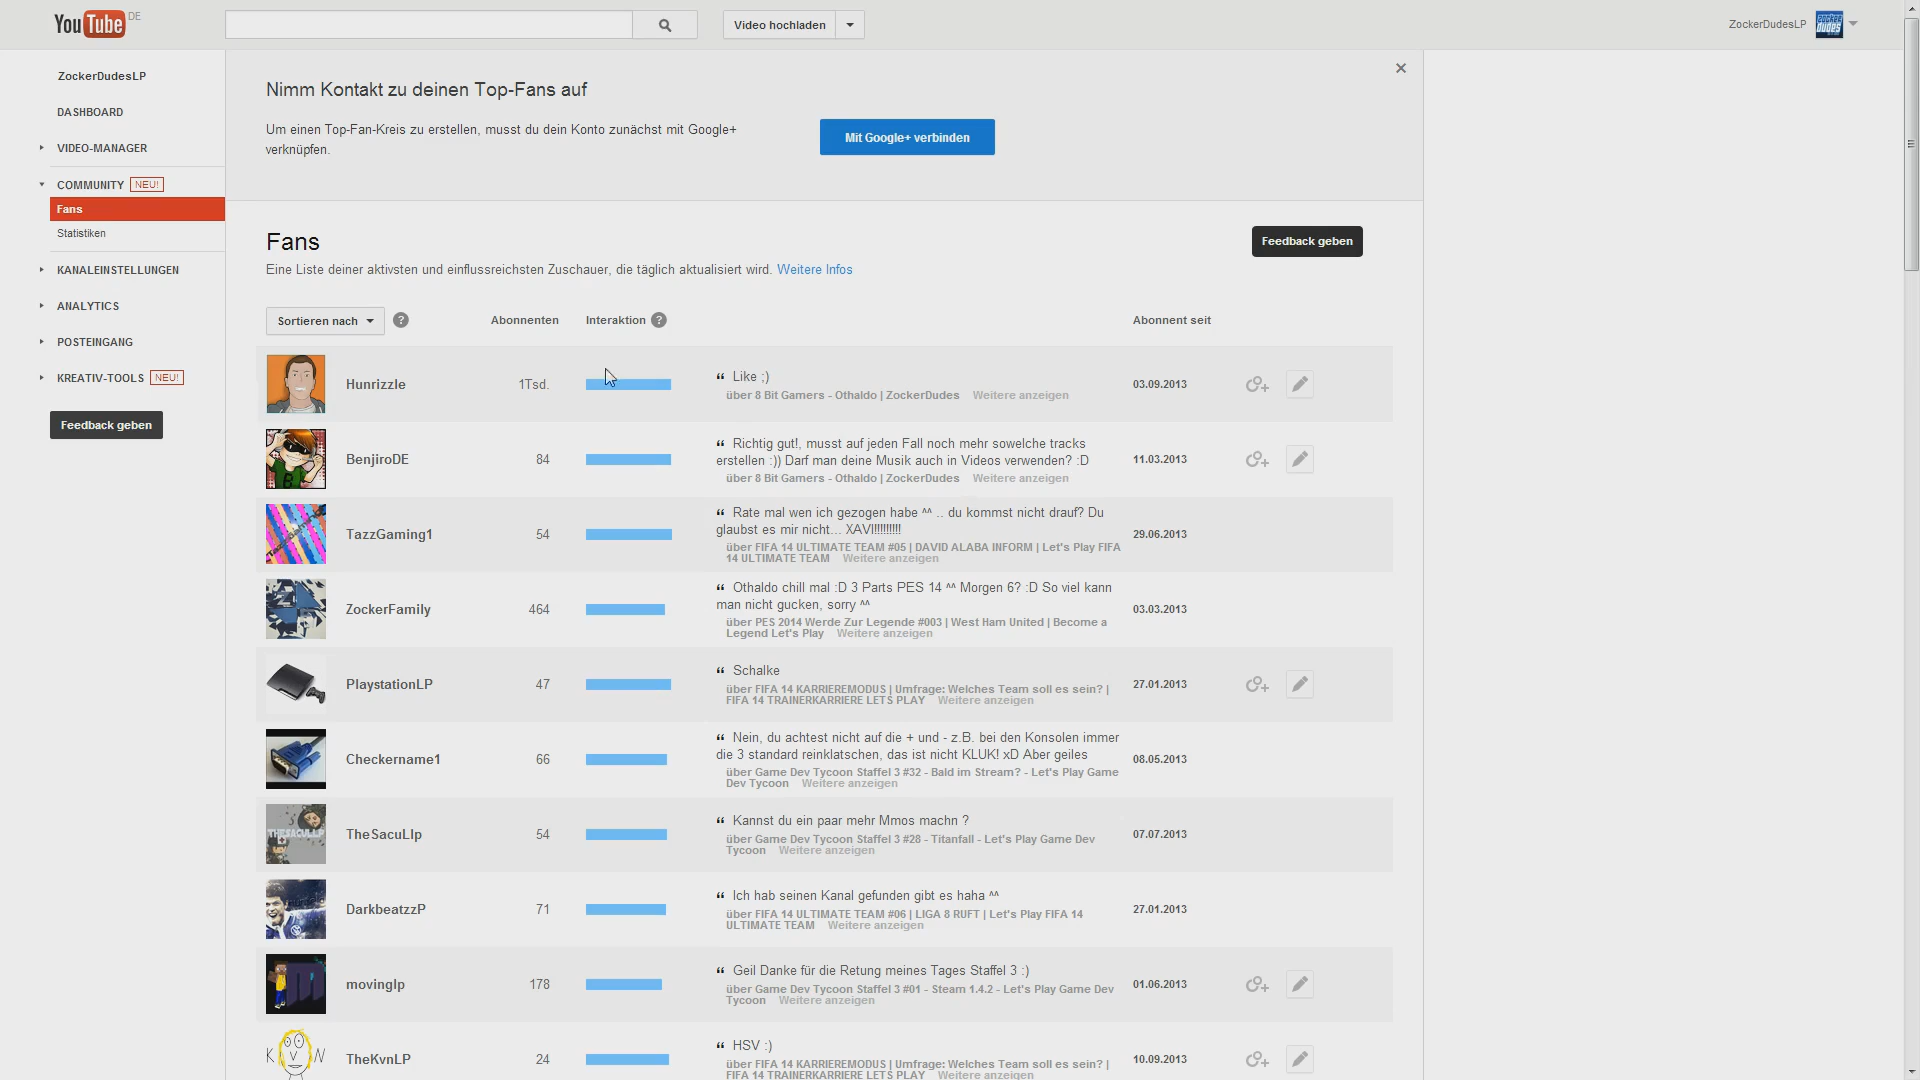 YouTube DE
Video hochladen
ZockerDudesLP
ZockerDudesLP
DASHBOARD
VIDEO-MANAGER
COMMUNITY NEU!
Fans
Statistiken
KANALEINSTELLUNGEN
ANALYTICS
POSTEINGANG
KREATIV-TOOLS NEU!
Feedback geben
Nimm Kontakt zu deinen Top-Fans auf
Um einen Top-Fan-Kreis zu erstellen, musst du dein Konto zunächst mit Google+
verknüpfen.
Mit Google+ verbinden
Fans
Feedback geben
Eine Liste deiner aktivsten und einflussreichsten Zuschauer, die täglich aktualisiert wird. Weitere Infos
Sortieren nach ? Abonnenten Interaktion ? Abonnent seit
Hunrizzle 1Tsd. 03.09.2013
“ Like ;)
über 8 Bit Gamers - Othaldo | ZockerDudes Weitere anzeigen
BenjiroDE 84 11.03.2013
“ Richtig gut!, musst auf jeden Fall noch mehr sowelche tracks
erstellen :)) Darf man deine Musik auch in Videos verwenden? :D
über 8 Bit Gamers - Othaldo | ZockerDudes Weitere anzeigen
TazzGaming1 54 29.06.2013
“ Rate mal wen ich gezogen habe ^^ .. du kommst nicht drauf? Du
glaubst es mir nicht... XAVI!!!!!!!!!!
über FIFA 14 ULTIMATE TEAM #05 | DAVID ALABA INFORM | Let's Play FIFA
14 ULTIMATE TEAM Weitere anzeigen
ZockerFamily 464 03.03.2013
“ Othaldo chill mal :D 3 Parts PES 14 ^^ Morgen 6? :D So viel kann
man nicht gucken, sorry ^^
über PES 2014 Werde Zur Legende #003 | West Ham United | Become a
Legend Let's Play Weitere anzeigen
PlaystationLP 47 27.01.2013
“ Schalke
über FIFA 14 KARRIEREMODUS | Umfrage: Welches Team soll es sein? |
FIFA 14 TRAINERKARRIERE LETS PLAY Weitere anzeigen
Checkername1 66 08.05.2013
“ Nein, du achtest nicht auf die + und - z.B. bei den Konsolen immer
die 3 standard reinklatschen, das ist nicht KLUK! xD Aber geiles
über Game Dev Tycoon Staffel 3 #32 - Bald im Stream? - Let's Play Game
Dev Tycoon Weitere anzeigen
TheSacuLlp 54 07.07.2013
“ Kannst du ein paar mehr Mmos machn ?
über Game Dev Tycoon Staffel 3 #28 - Titanfall - Let's Play Game Dev
Tycoon Weitere anzeigen
DarkbeatzzP 71 27.01.2013
“ Ich hab seinen Kanal gefunden gibt es haha ^^
über FIFA 14 ULTIMATE TEAM #06 | LIGA 8 RUFT | Let's Play FIFA 14
ULTIMATE TEAM Weitere anzeigen
movinglp 178 01.06.2013
“ Geil Danke für die Retung meines Tages Staffel 3 :)
über Game Dev Tycoon Staffel 3 #01 - Steam 1.4.2 - Let's Play Game Dev
Tycoon Weitere anzeigen
K V N
TheKvnLP 24 10.09.2013
“ HSV :)
über FIFA 14 KARRIEREMODUS | Umfrage: Welches Team soll es sein? |
FIFA 14 TRAINERKARRIERE LETS PLAY Weitere anzeigen